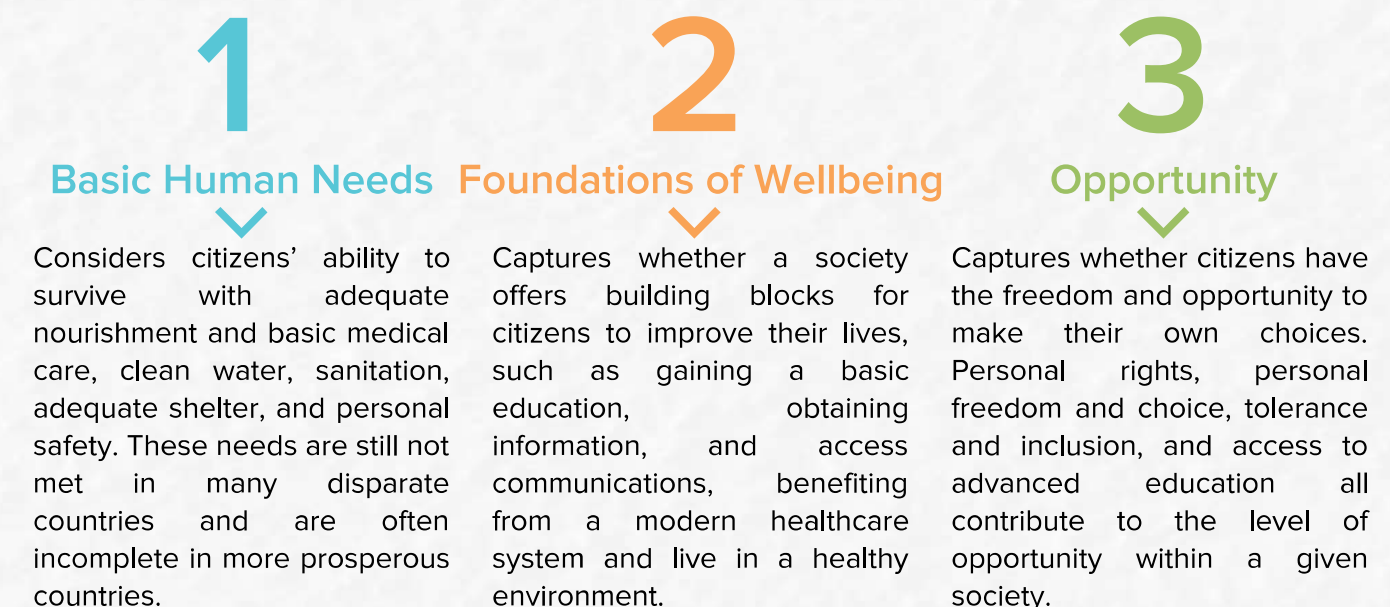 1
Basic Human Needs
Considers citizens’ ability to
survive with adequate
nourishment and basic medical
care, clean water, sanitation,
adequate shelter, and personal
safety. These needs are still not
met in many disparate
countries and are often
incomplete in more prosperous
countries.
2
Foundations of Wellbeing
Captures whether a society
offers building blocks for
citizens to improve their lives,
such as gaining a basic
education, obtaining
information, and access
communications, benefiting
from a modern healthcare
system and live in a healthy
environment.
3
Opportunity
Captures whether citizens have
the freedom and opportunity to
make their own choices.
Personal rights, personal
freedom and choice, tolerance
and inclusion, and access to
advanced education all
contribute to the level of
opportunity within a given
society.